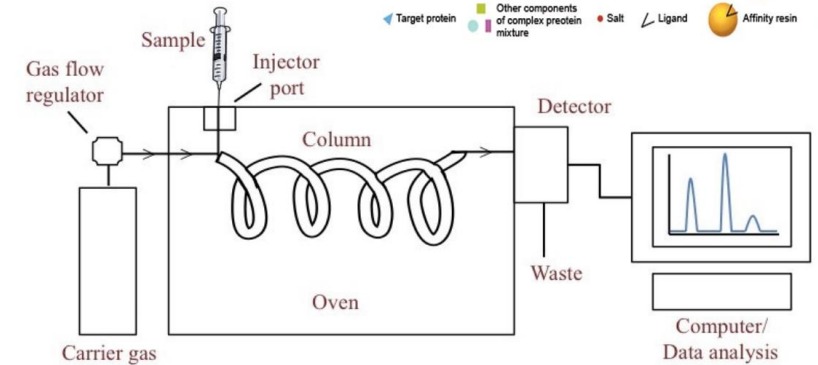 Target protein
Other components
of complex preotein
mixture
Salt
Ligand
Affinity resin
Sample
Gas flow
regulator
Injector
port
Column
Detector
Oven
Waste
Carrier gas
Computer/
Data analysis